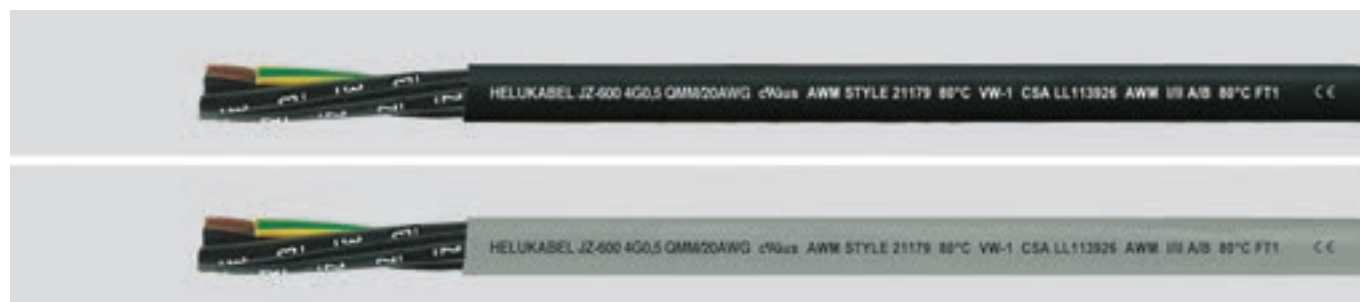 HELUKABEL JZ-600 4G0,5 QMM/20AWG cRUus AWM STYLE 21179 80°C VW-1 CSA LL113926 AWM I/II A/B 80°C FT1 CE
HELUKABEL JZ-600 4G0,5 QMM/20AWG cRUus AWM STYLE 21179 80°C VW-1 CSA LL113926 AWM I/II A/B 80°C FT1 CE